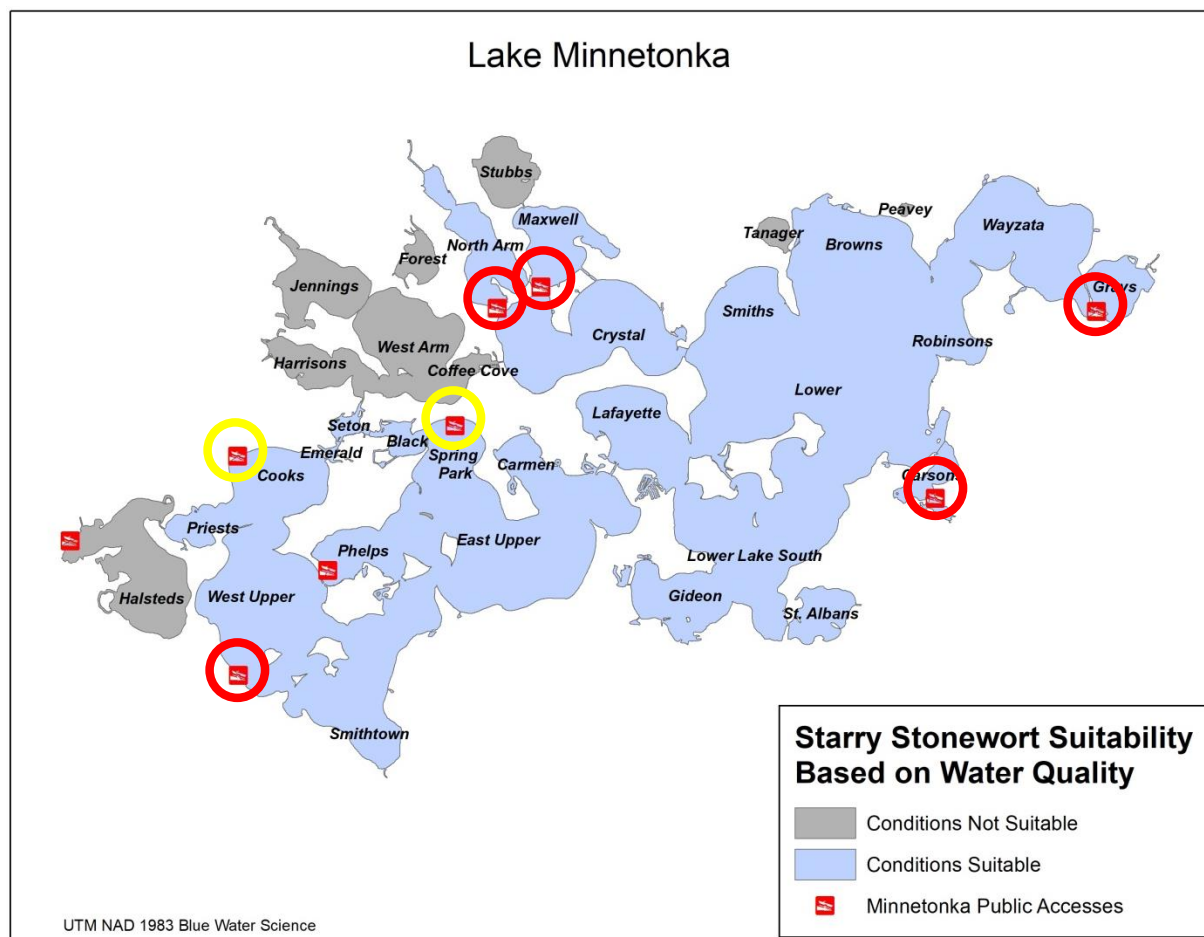 Lake Minnetonka
Stubbs
Maxwell
Peavey
Wayzata
Tanager
Browns
North Arm
Forest
Jennings
Grays
Smiths
Crystal
West Arm
Robinsons
Harrisons
Coffee Cove
Lower
Lafayette
Seton
Black
Emerald
Spring
Park
Carmen
Cooks
Carsons
Priests
Phelps
East Upper
Lower Lake South
Halsteds
West Upper
Gideon
St. Albans
Smithtown
Starry Stonewort Suitability
Based on Water Quality
Conditions Not Suitable
Conditions Suitable
Minnetonka Public Accesses
UTM NAD 1983 Blue Water Science